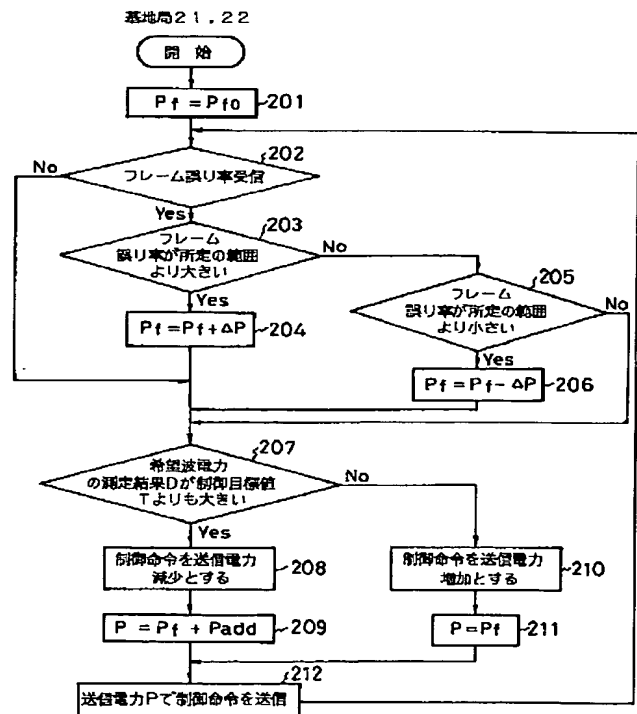 基地局21,22
開始
Pf = Pf0
201
202
No
フレーム誤り率受信
Yes
203
フレーム
誤り率が所定の範囲
より大きい
No
205
フレーム
誤り率が所定の範囲
より小さい
No
Yes
Pf=Pf+ΔP
204
Yes
Pf=Pf-ΔP
206
207
希望波電力
の測定結果Dが制御目標値
Tよりも大きい
No
Yes
制御命令を送信電力
減少とする
208
制御命令を送信電力
増加とする
210
P = Pf + Padd
209
P=Pf
211
212
送信電力Pで制御命令を送信